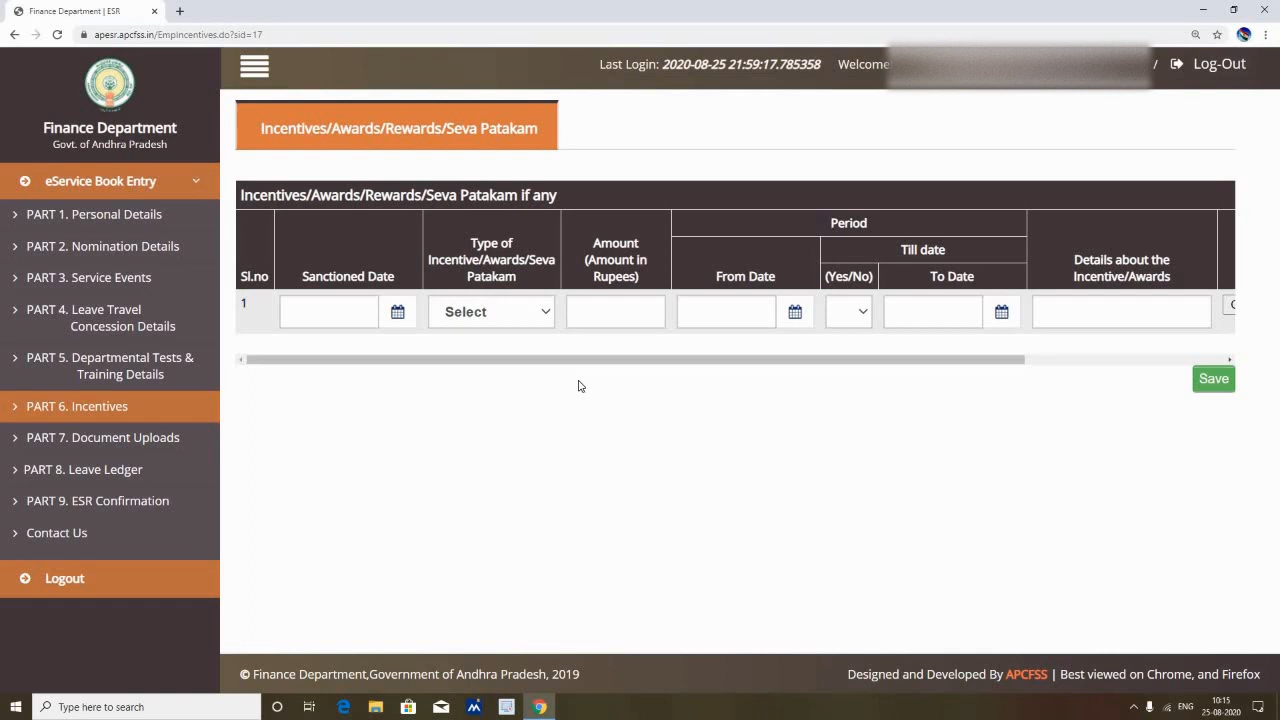 Finance Department | ESR
apesr.apcfss.in/EmpIncentives.do?sid=17
Last Login: 2020-08-25 21:59:17.785358 Welcome / Log-Out
Finance Department
Govt. of Andhra Pradesh
eService Book Entry
PART 1. Personal Details
PART 2. Nomination Details
PART 3. Service Events
PART 4. Leave Travel
Concession Details
PART 5. Departmental Tests &
Training Details
PART 6. Incentives
PART 7. Document Uploads
PART 8. Leave Ledger
PART 9. ESR Confirmation
Contact Us
Logout
Incentives/Awards/Rewards/Seva Patakam
Incentives/Awards/Rewards/Seva Patakam if any
Sl.no
Sanctioned Date
Type of
Incentive/Awards/Seva
Patakam
Amount
(Amount in
Rupees)
Period
From Date
Till date
(Yes/No)
To Date
Details about the
Incentive/Awards
1
Select
Save
© Finance Department,Government of Andhra Pradesh, 2019
Designed and Developed By APCFSS | Best viewed on Chrome, and Firefox
Type here to search
ENG
10:15
25-08-2020